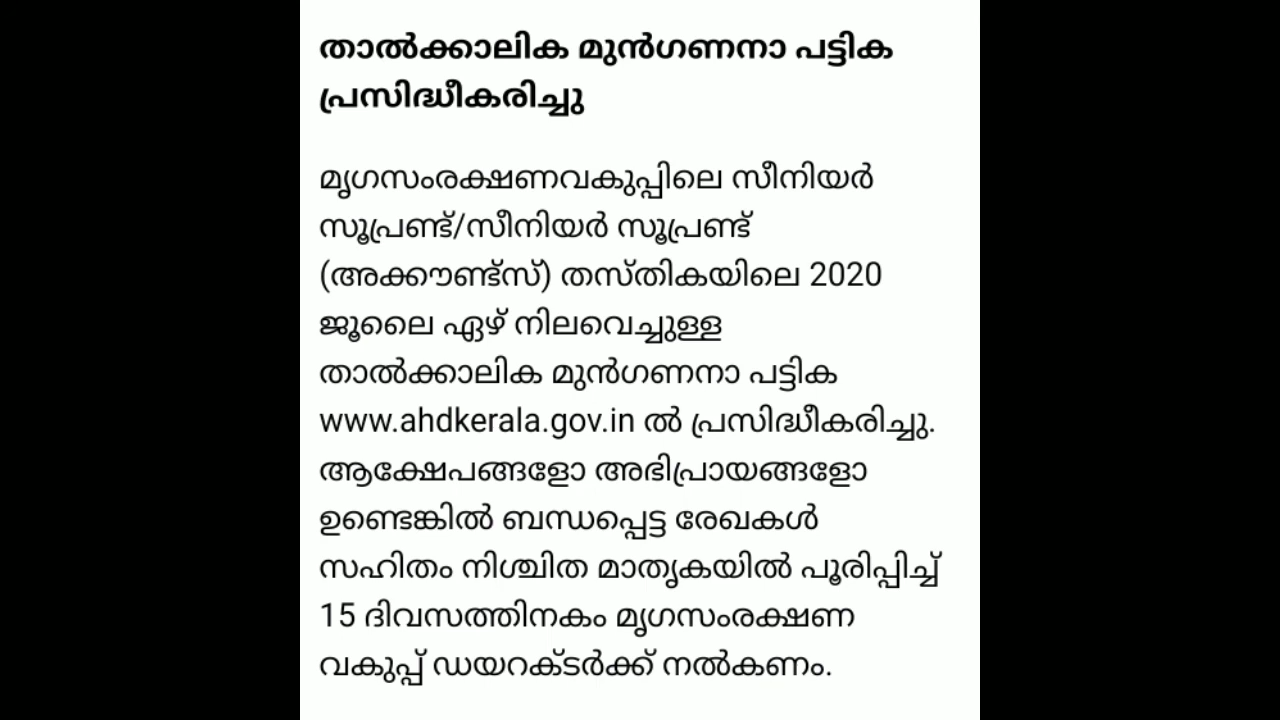 താൽക്കാലിക മുൻഗണനാ പട്ടിക
പ്രസിദ്ധീകരിച്ചു
മൃഗസംരക്ഷണവകുപ്പിലെ സീനിയർ
സൂപ്രണ്ട്/സീനിയർ സൂപ്രണ്ട്
(അക്കൗണ്ട്സ്) തസ്തികയിലെ 2020
ജൂലൈ ഏഴ് നിലവെച്ചുള്ള
താൽക്കാലിക മുൻഗണനാ പട്ടിക
www.ahdkerala.gov.in ൽ പ്രസിദ്ധീകരിച്ചു.
ആക്ഷേപങ്ങളോ അഭിപ്രായങ്ങളോ
ഉണ്ടെങ്കിൽ ബന്ധപ്പെട്ട രേഖകൾ
സഹിതം നിശ്ചിത മാതൃകയിൽ പൂരിപ്പിച്ച്
15 ദിവസത്തിനകം മൃഗസംരക്ഷണ
വകുപ്പ് ഡയറക്ടർക്ക് നൽകണം.